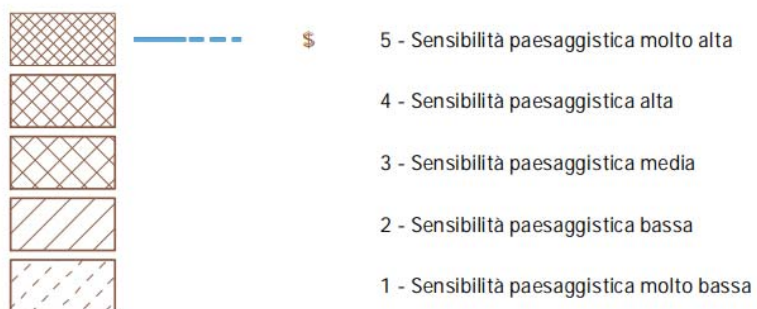 $ 5 - Sensibilità paesaggistica molto alta
4 - Sensibilità paesaggistica alta
3 - Sensibilità paesaggistica media
2 - Sensibilità paesaggistica bassa
1 - Sensibilità paesaggistica molto bassa